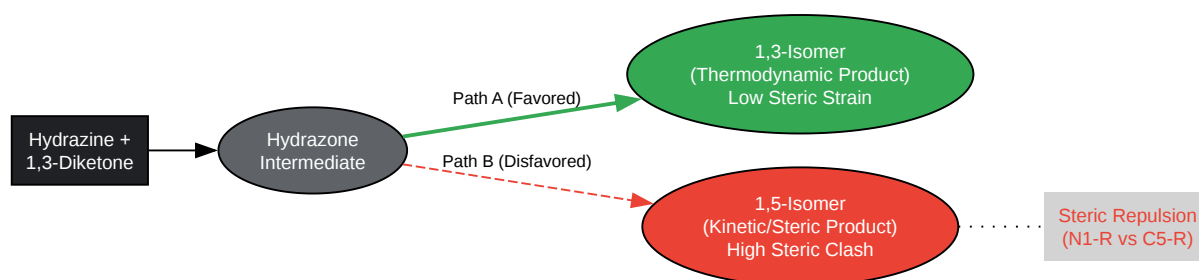 Hydrazine +
1,3-Diketone
Hydrazone
Intermediate
Path A (Favored)
Path B (Disfavored)
1,3-Isomer
(Thermodynamic Product)
Low Steric Strain
1,5-Isomer
(Kinetic/Steric Product)
High Steric Clash
Steric Repulsion
(N1-R vs C5-R)